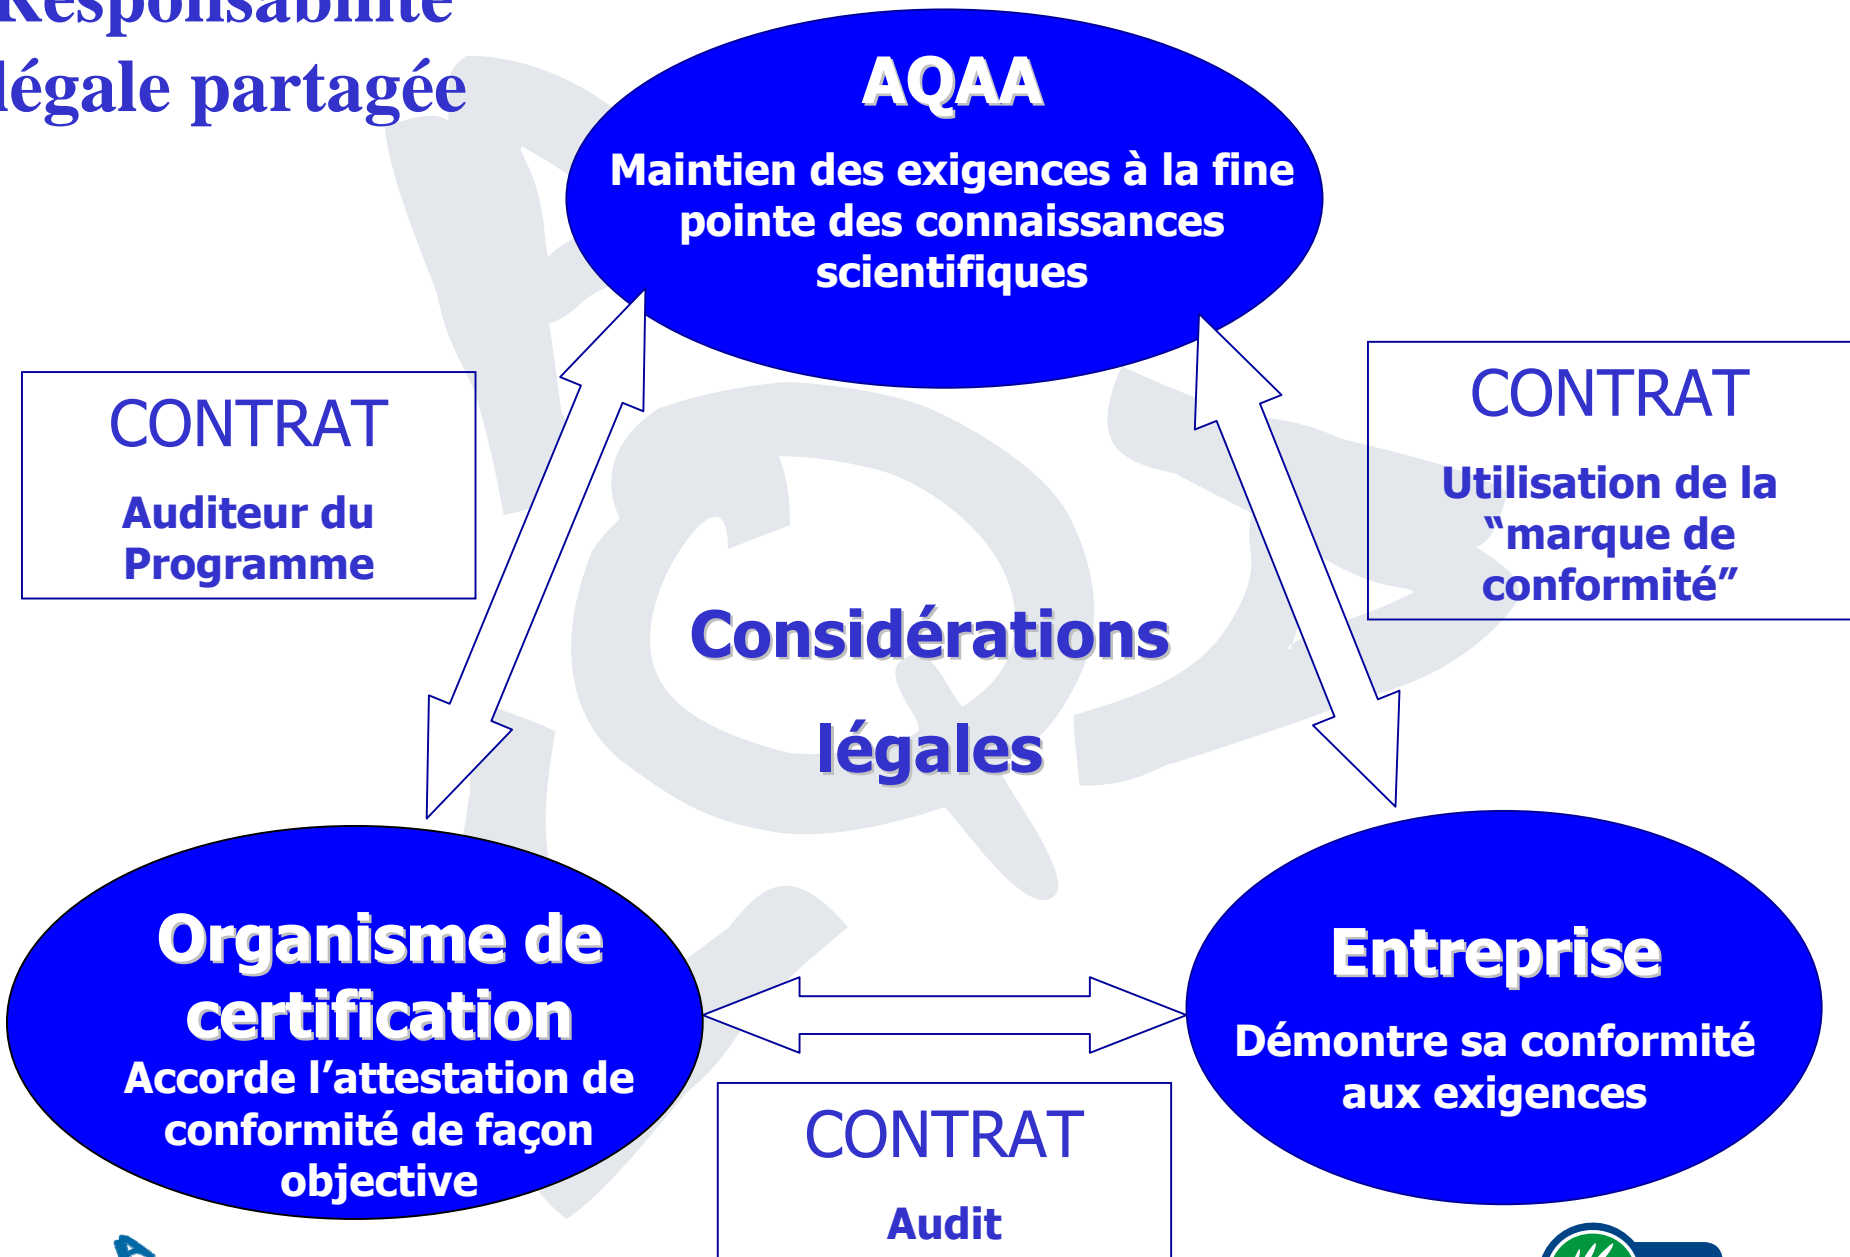 Responsabilité
légale partagée
AQAA
Maintien des exigences à la fine
pointe des connaissances
scientifiques
CONTRAT
Auditeur du
Programme
CONTRAT
Utilisation de la
“marque de
conformité”
Considérations
légales
Organisme de
certification
Accorde l’attestation de
conformité de façon
objective
Entreprise
Démontre sa conformité
aux exigences
CONTRAT
Audit
A